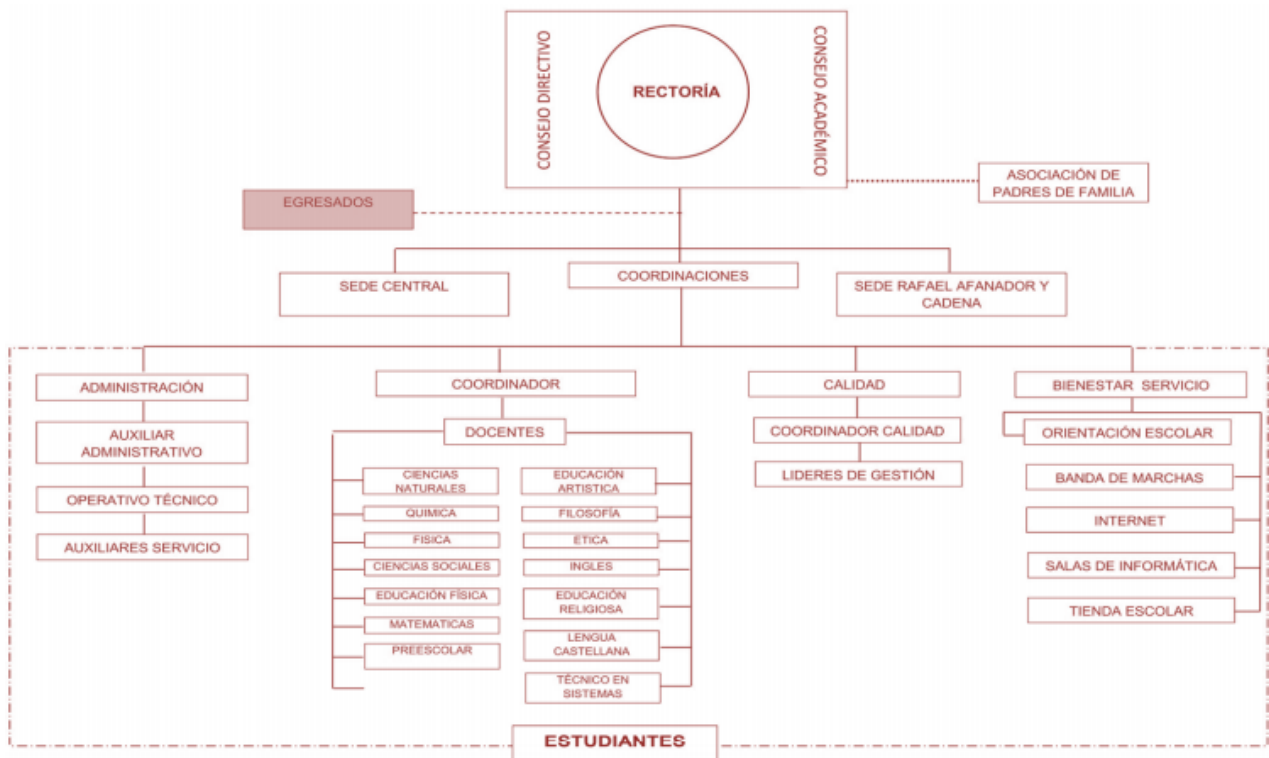 CONSEJO DIRECTIVO
RECTORÍA
CONSEJO ACADÉMICO
ASOCIACIÓN DE
PADRES DE FAMILIA
EGRESADOS
SEDE CENTRAL
COORDINACIONES
SEDE RAFAEL AFANADOR Y
CADENA
ADMINISTRACIÓN
AUXILIAR
ADMINISTRATIVO
OPERATIVO TÉCNICO
AUXILIARES SERVICIO
COORDINADOR
DOCENTES
CIENCIAS
NATURALES
QUIMICA
FISICA
CIENCIAS SOCIALES
EDUCACIÓN FÍSICA
MATEMATICAS
PREESCOLAR
EDUCACIÓN
ARTISTICA
FILOSOFÍA
ETICA
INGLES
EDUCACIÓN
RELIGIOSA
LENGUA
CASTELLANA
TÉCNICO EN
SISTEMAS
CALIDAD
COORDINADOR CALIDAD
LIDERES DE GESTIÓN
BIENESTAR SERVICIO
ORIENTACIÓN ESCOLAR
BANDA DE MARCHAS
INTERNET
SALAS DE INFORMÁTICA
TIENDA ESCOLAR
ESTUDIANTES